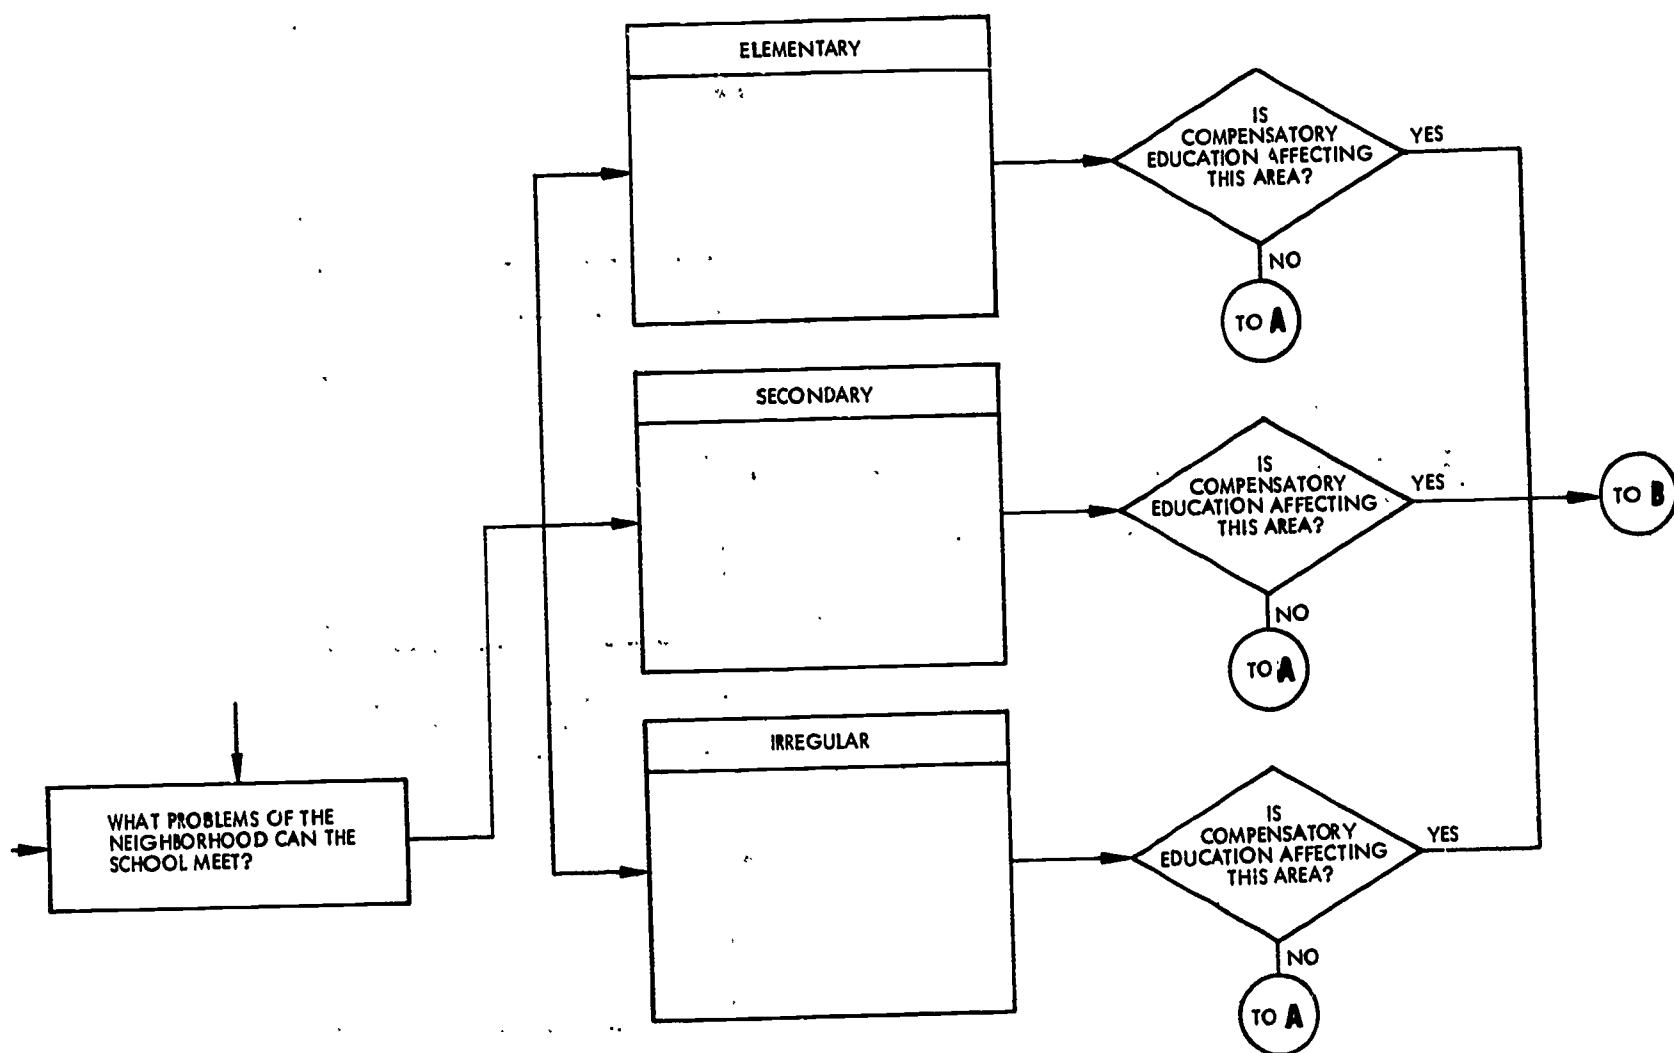 ELEMENTARY
IS
COMPENSATORY
EDUCATION AFFECTING
THIS AREA?
YES
NO
TO A
SECONDARY
IS
COMPENSATORY
EDUCATION AFFECTING
THIS AREA?
YES
TO B
NO
TO A
WHAT PROBLEMS OF THE
NEIGHBORHOOD CAN THE
SCHOOL MEET?
IRREGULAR
IS
COMPENSATORY
EDUCATION AFFECTING
THIS AREA?
YES
NO
TO A